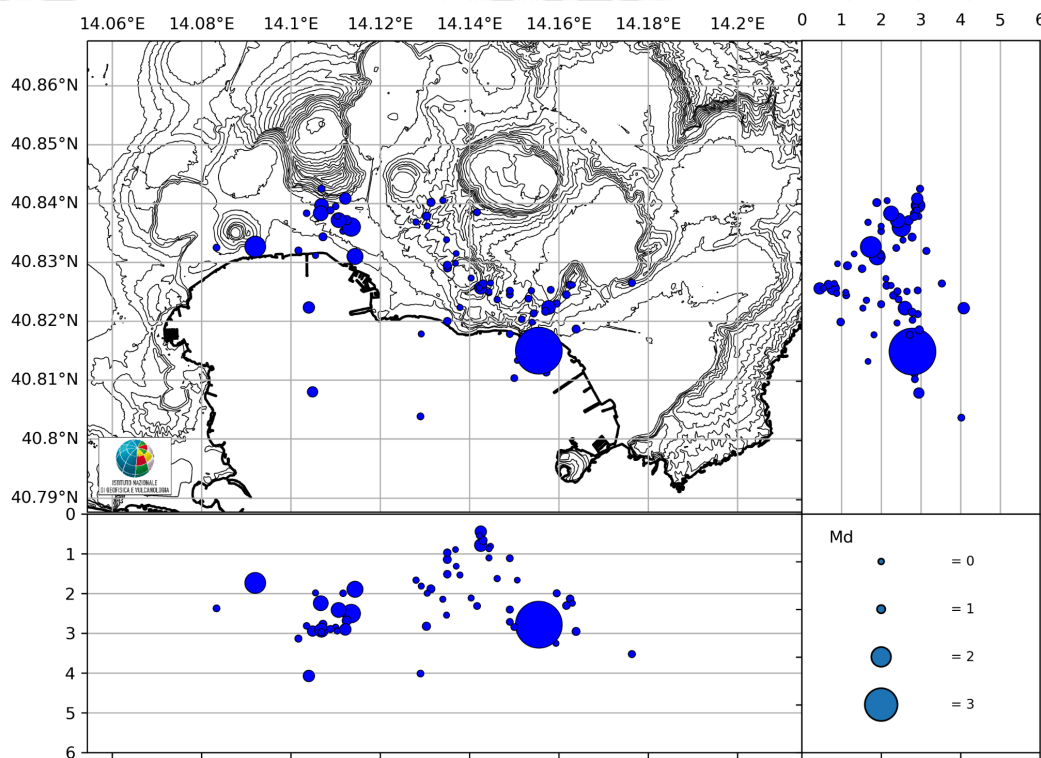 14.06°E 14.08°E 14.1°E 14.12°E 14.14°E 14.16°E 14.18°E 14.2°E 0 1 2 3 4 5 6
40.86°N
40.85°N
40.84°N
40.83°N
40.82°N
40.81°N
40.8°N
40.79°N
ISTITUTO NAZIONALE
DI GEOFISICA E VULCANOLOGIA
0
1
2
3
4
5
6
Md
= 0
= 1
= 2
= 3